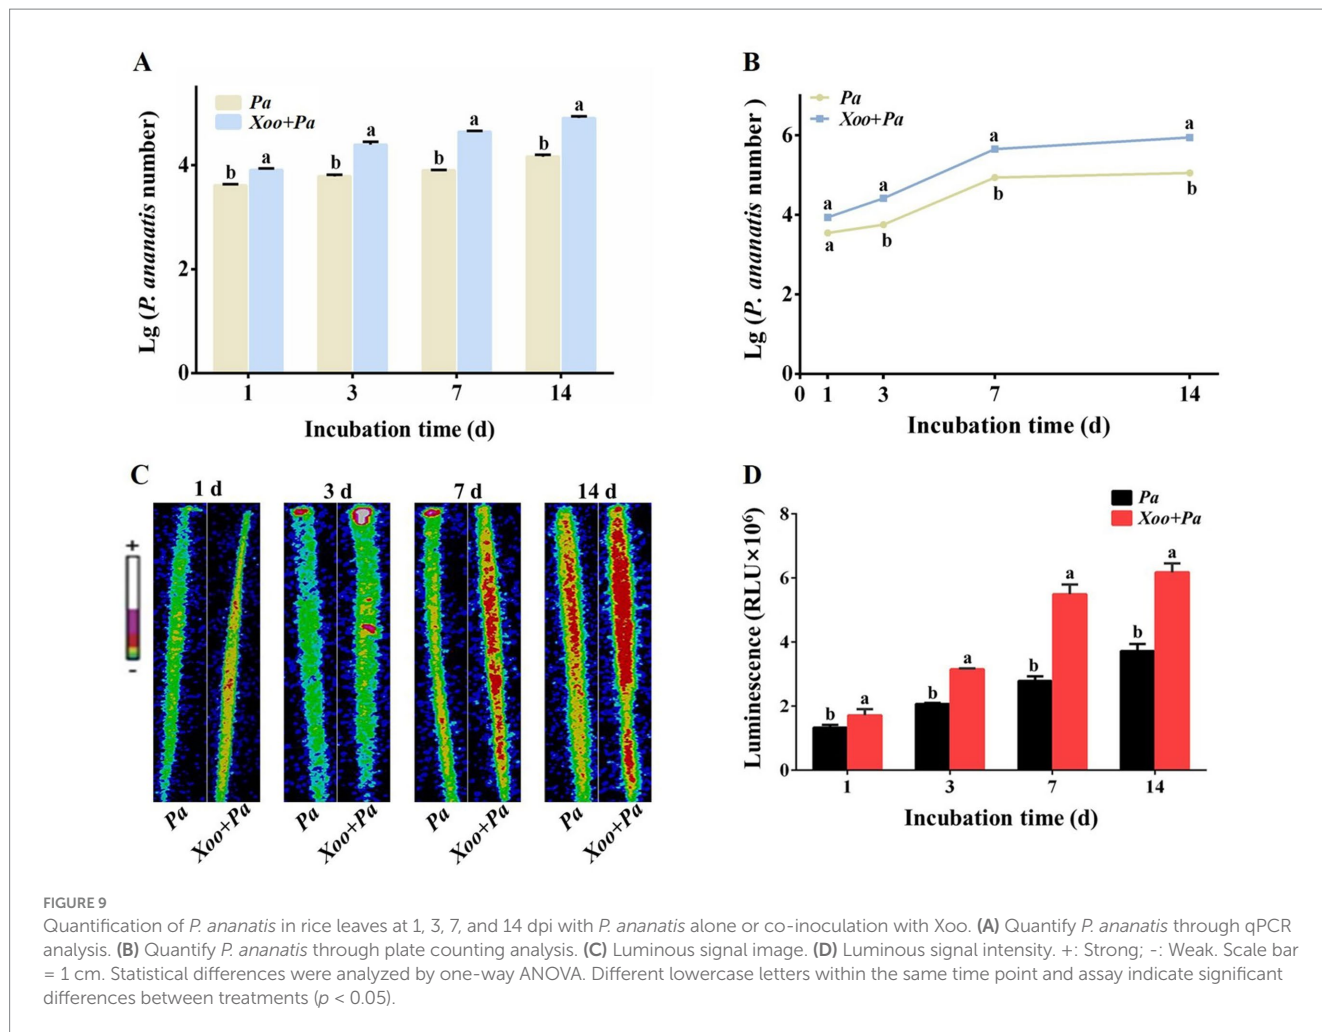 A
Pa
Xoo+Pa
Lg (P. ananatis number)
4
2
0
b a b a b a b a
1 3 7 14
Incubation time (d)
B
Pa
Xoo+Pa
Lg (P. ananatis number)
6
4
2
0
a a a a
a b b b
0 1 3 7 14
Incubation time (d)
C
1 d 3 d 7 d 14 d
+
-
Pa Xoo+Pa Pa Xoo+Pa Pa Xoo+Pa Pa Xoo+Pa
D
Pa
Xoo+Pa
Luminescence (RLU×10⁶)
8
6
4
2
0
b a b a b a b a
1 3 7 14
Incubation time (d)
FIGURE 9
Quantification of P. ananatis in rice leaves at 1, 3, 7, and 14 dpi with P. ananatis alone or co-inoculation with Xoo. (A) Quantify P. ananatis through qPCR
analysis. (B) Quantify P. ananatis through plate counting analysis. (C) Luminous signal image. (D) Luminous signal intensity. +: Strong; -: Weak. Scale bar
= 1 cm. Statistical differences were analyzed by one-way ANOVA. Different lowercase letters within the same time point and assay indicate significant
differences between treatments (p < 0.05).